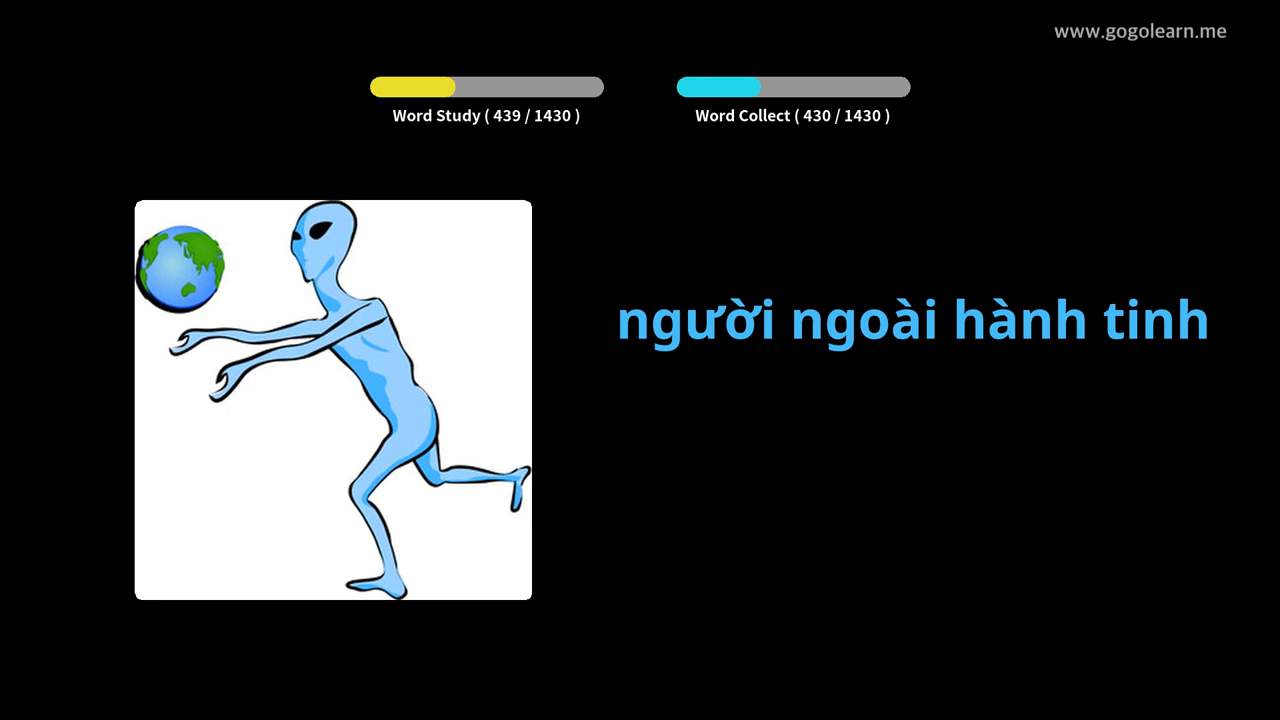 www.gogolearn.me
Word Study ( 439 / 1430 )
Word Collect ( 430 / 1430 )
người ngoài hành tinh